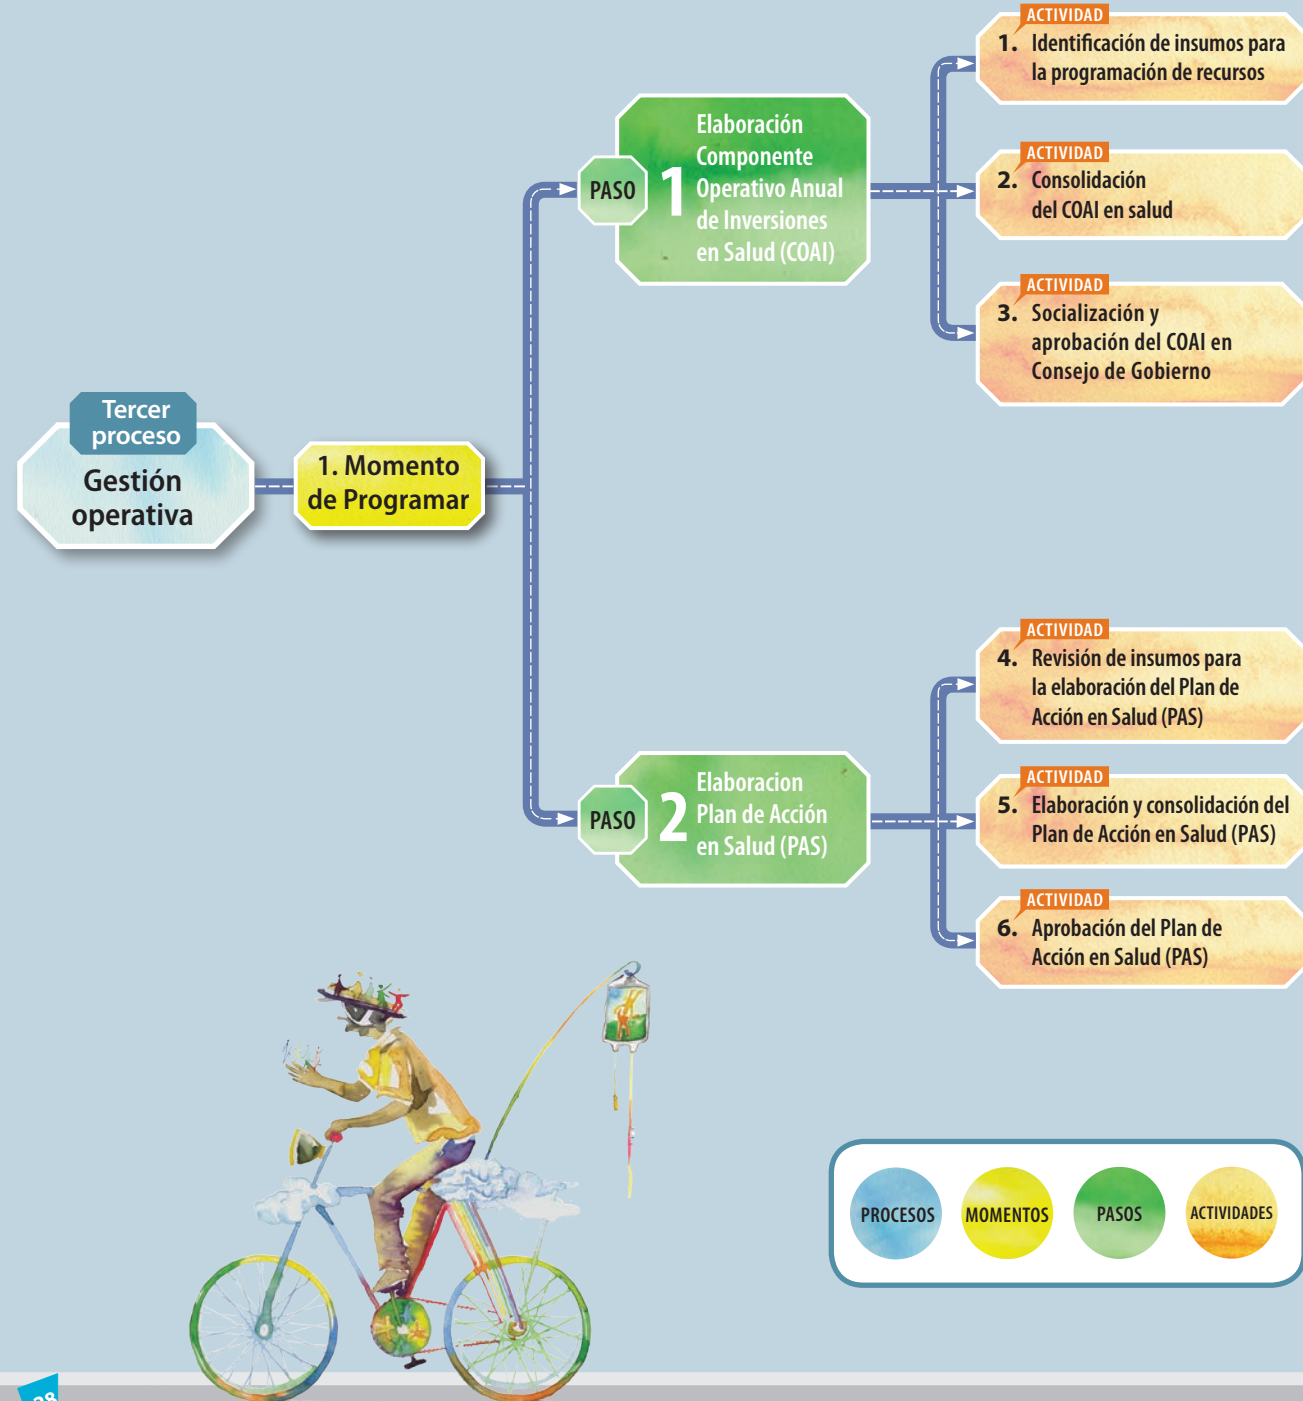 Tercer
proceso
Gestión
operativa
1. Momento
de Programar
PASO
1
Elaboración
Componente
Operativo Anual
de Inversiones
en Salud (COAI)
ACTIVIDAD
1. Identificación de insumos para
la programación de recursos
ACTIVIDAD
2. Consolidación
del COAI en salud
ACTIVIDAD
3. Socialización y
aprobación del COAI en
Consejo de Gobierno
PASO
2
Elaboracion
Plan de Acción
en Salud (PAS)
ACTIVIDAD
4. Revisión de insumos para
la elaboración del Plan de
Acción en Salud (PAS)
ACTIVIDAD
5. Elaboración y consolidación del
Plan de Acción en Salud (PAS)
ACTIVIDAD
6. Aprobación del Plan de
Acción en Salud (PAS)
PROCESOS
MOMENTOS
PASOS
ACTIVIDADES
28